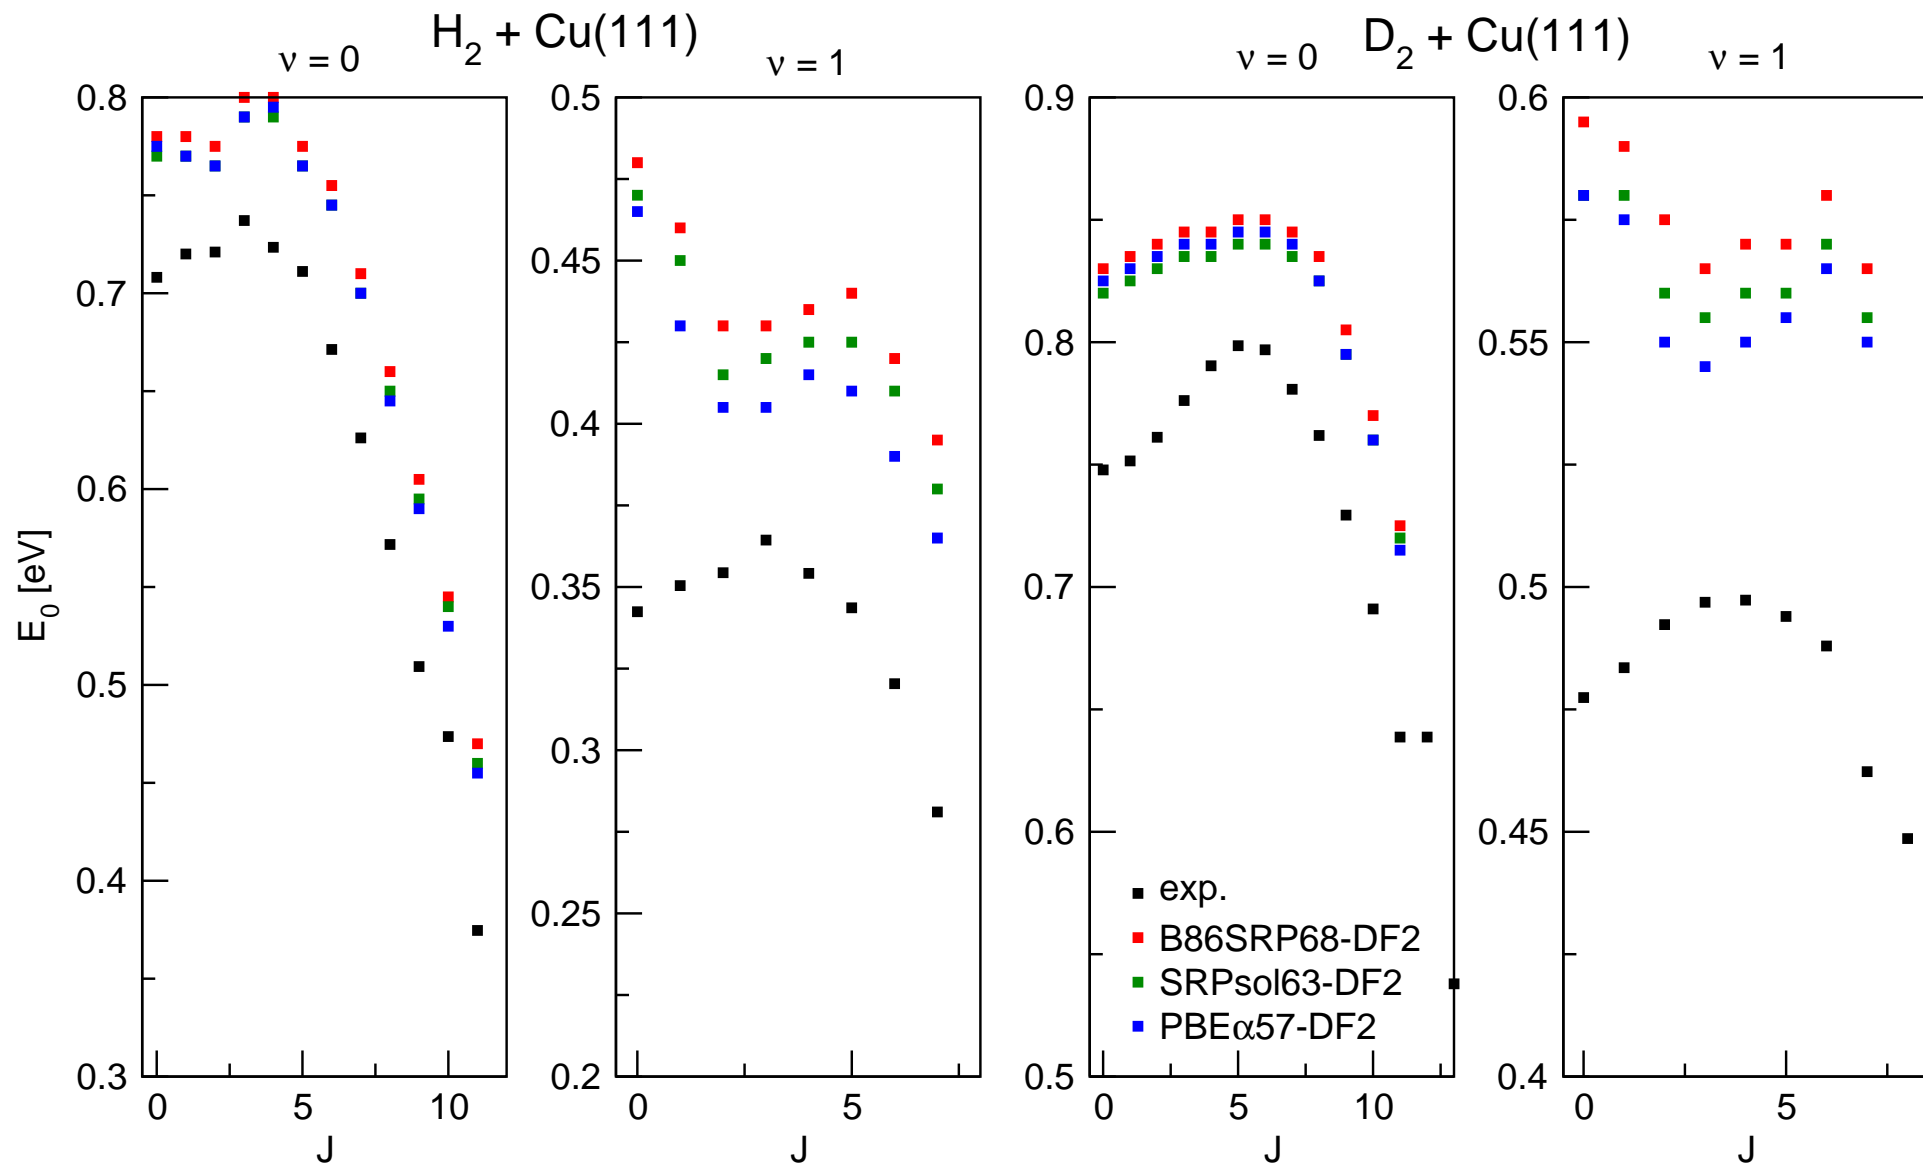 H2 + Cu(111)
D2 + Cu(111)
ν = 0
ν = 1
ν = 0
ν = 1
E0 [eV]
0.8
0.7
0.6
0.5
0.4
0.3
0 5 10
J
0.5
0.45
0.4
0.35
0.3
0.25
0.2
0 5
J
0.9
0.8
0.7
0.6
0.5
0 5 10
J
exp.
B86SRP68-DF2
SRPsol63-DF2
PBEα57-DF2
0.6
0.55
0.5
0.45
0.4
0 5
J